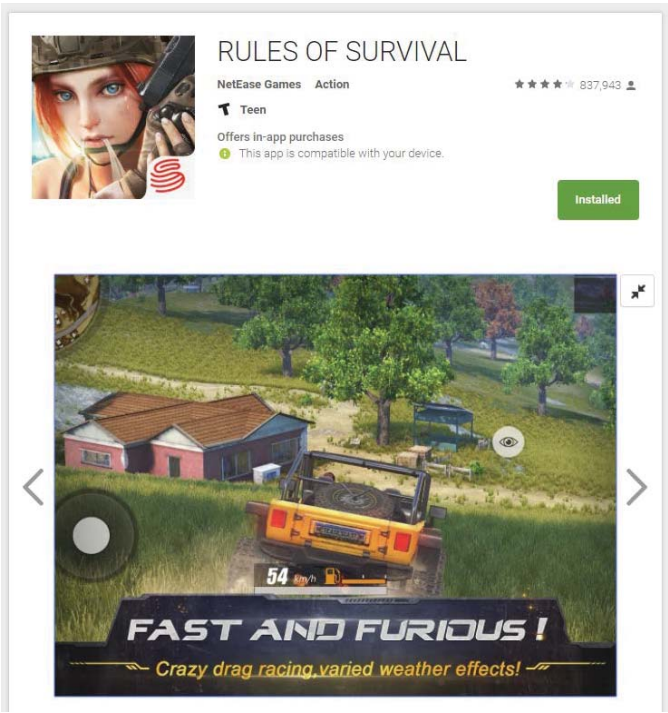 RULES OF SURVIVAL
NetEase Games Action
837,943
T Teen
Offers in-app purchases
This app is compatible with your device.
Installed
54 km/h
FAST AND FURIOUS !
Crazy drag racing,varied weather effects!